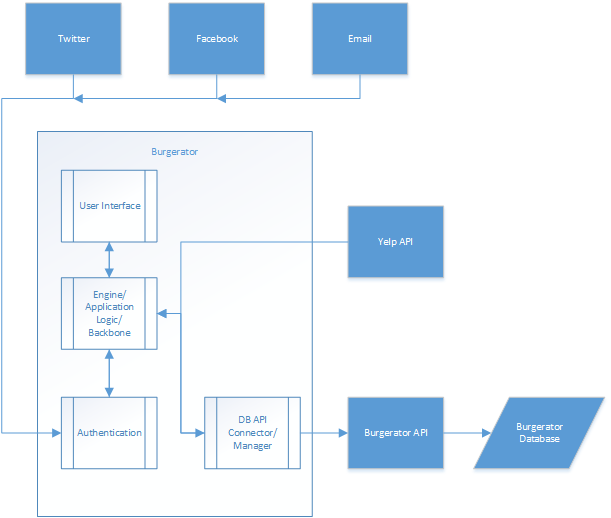 Twitter
Facebook
Email
Burgerator
User Interface
Yelp API
Engine/
Application
Logic/
Backbone
Authentication
DB API
Connector/
Manager
Burgerator API
Burgerator
Database